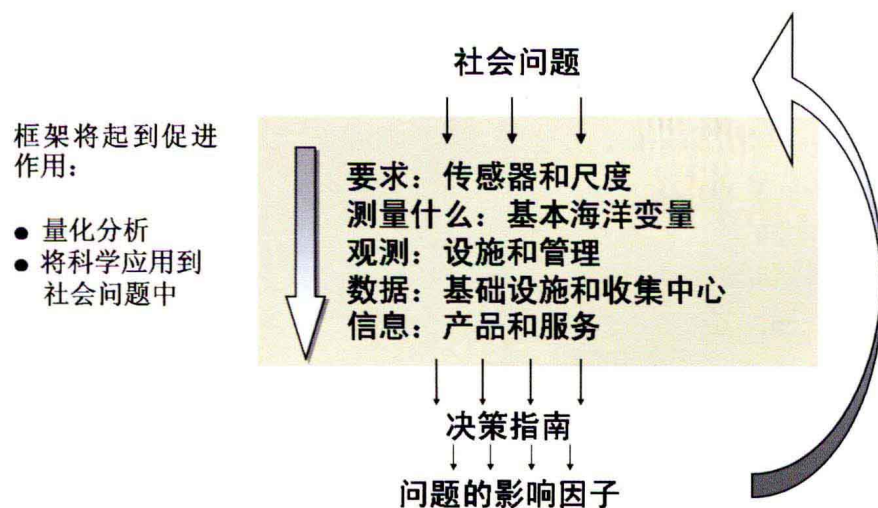 社会问题
框架将起到促进
作用：
● 量化分析
● 将科学应用到
社会问题中
要求：传感器和尺度
测量什么：基本海洋变量
观测：设施和管理
数据：基础设施和收集中心
信息：产品和服务
决策指南
问题的影响因子